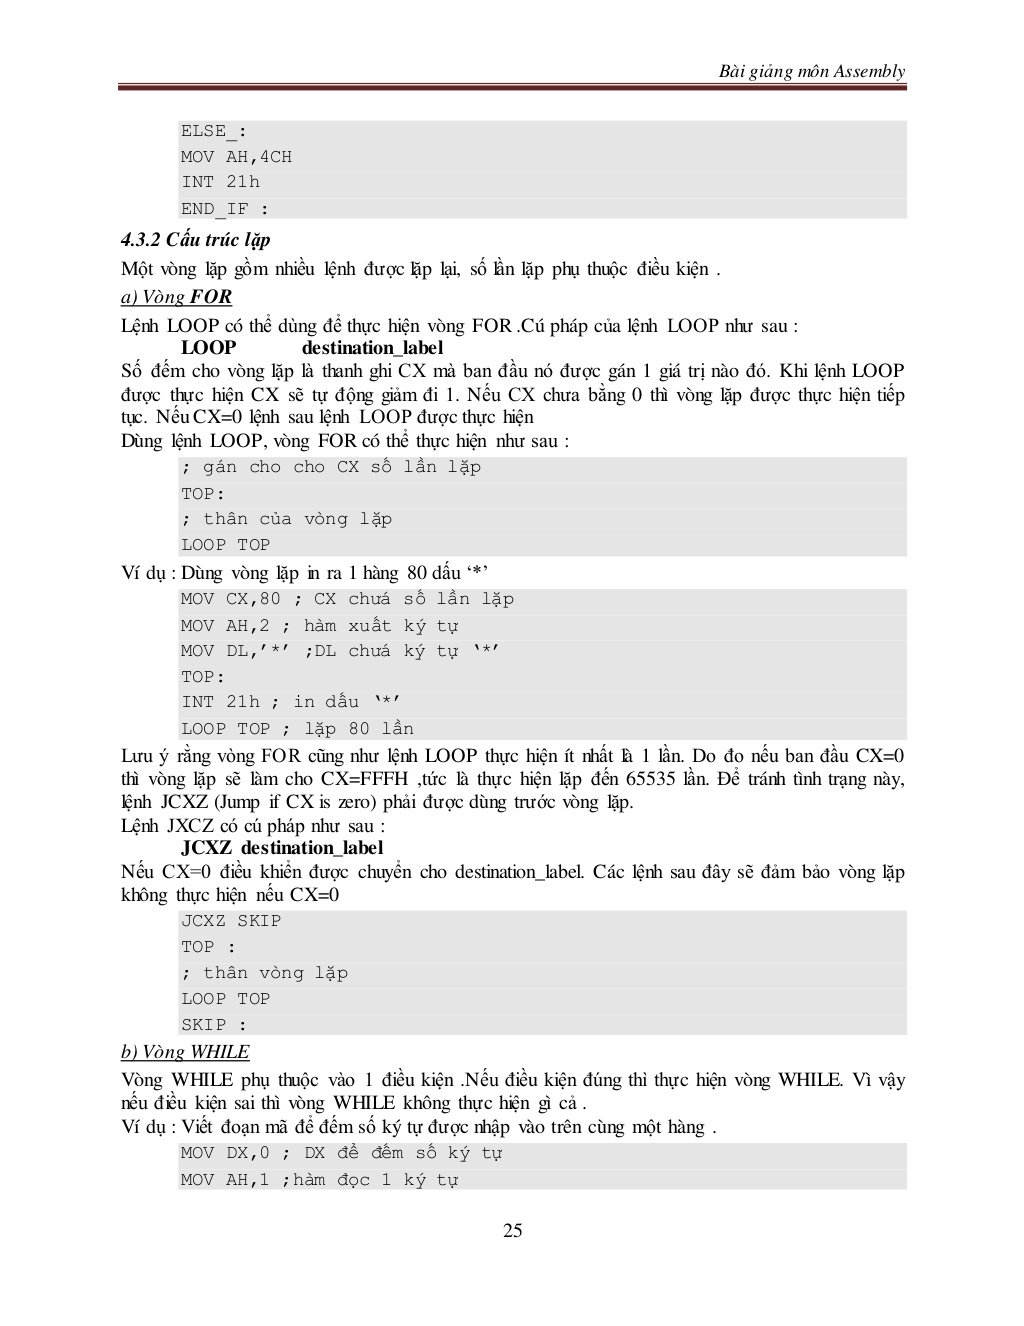 Bài giảng môn Assembly
ELSE_:
MOV AH,4CH
INT 21h
END_IF :
4.3.2 Cấu trúc lặp
Một vòng lặp gồm nhiều lệnh được lặp lại, số lần lặp phụ thuộc điều kiện .
a) Vòng FOR
Lệnh LOOP có thể dùng để thực hiện vòng FOR .Cú pháp của lệnh LOOP như sau :
LOOP destination_label
Số đếm cho vòng lặp là thanh ghi CX mà ban đầu nó được gán 1 giá trị nào đó. Khi lệnh LOOP
được thực hiện CX sẽ tự động giảm đi 1. Nếu CX chưa bằng 0 thì vòng lặp được thực hiện tiếp
tục. Nếu CX=0 lệnh sau lệnh LOOP được thực hiện
Dùng lệnh LOOP, vòng FOR có thể thực hiện như sau :
; gán cho cho CX số lần lặp
TOP:
; thân của vòng lặp
LOOP TOP
Ví dụ : Dùng vòng lặp in ra 1 hàng 80 dấu ‘*’
MOV CX,80 ; CX chưá số lần lặp
MOV AH,2 ; hàm xuất ký tự
MOV DL,’*’ ;DL chưá ký tự ‘*’
TOP:
INT 21h ; in dấu ‘*’
LOOP TOP ; lặp 80 lần
Lưu ý rằng vòng FOR cũng như lệnh LOOP thực hiện ít nhất là 1 lần. Do đo nếu ban đầu CX=0
thì vòng lặp sẽ làm cho CX=FFFH ,tức là thực hiện lặp đến 65535 lần. Để tránh tình trạng này,
lệnh JCXZ (Jump if CX is zero) phải được dùng trước vòng lặp.
Lệnh JXCZ có cú pháp như sau :
JCXZ destination_label
Nếu CX=0 điều khiển được chuyển cho destination_label. Các lệnh sau đây sẽ đảm bảo vòng lặp
không thực hiện nếu CX=0
JCXZ SKIP
TOP :
; thân vòng lặp
LOOP TOP
SKIP :
b) Vòng WHILE
Vòng WHILE phụ thuộc vào 1 điều kiện .Nếu điều kiện đúng thì thực hiện vòng WHILE. Vì vậy
nếu điều kiện sai thì vòng WHILE không thực hiện gì cả .
Ví dụ : Viết đoạn mã để đếm số ký tự được nhập vào trên cùng một hàng .
MOV DX,0 ; DX để đếm số ký tự
MOV AH,1 ;hàm đọc 1 ký tự
25